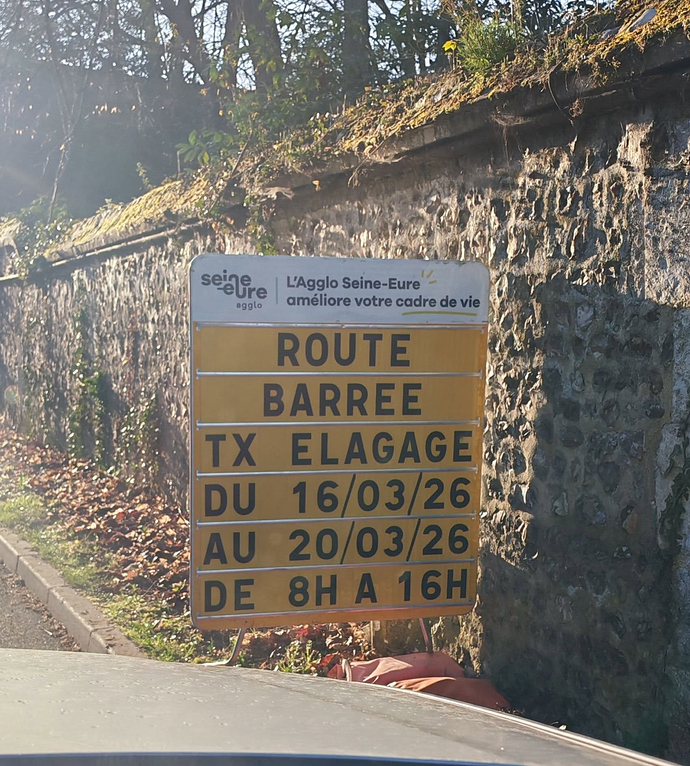 seine
-eure
agglo
L'Agglo Seine-Eure
améliore votre cadre de vie
ROUTE
BARREE
TX ELAGAGE
DU 16/03/26
AU 20/03/26
DE 8H A 16H